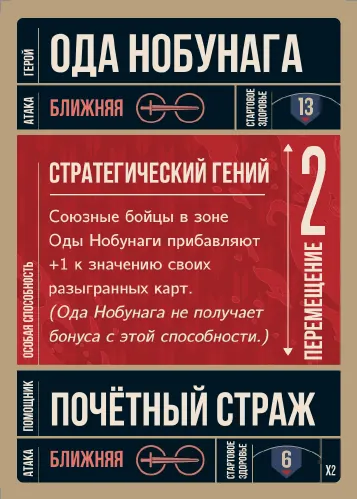 ГЕРОЙ
ОДА НОБУНАГА
АТАКА
БЛИЖНЯЯ
СТАРТОВОЕ
ЗДОРОВЬЕ
13
ОСОБАЯ СПОСОБНОСТЬ
СТРАТЕГИЧЕСКИЙ ГЕНИЙ
Союзные бойцы в зоне
Оды Нобунаги прибавляют
+1 к значению своих
разыгранных карт.
(Ода Нобунага не получает
бонуса с этой способности.)
ПЕРЕМЕЩЕНИЕ
2
ПОМОЩНИК
ПОЧЁТНЫЙ СТРАЖ
АТАКА
БЛИЖНЯЯ
СТАРТОВОЕ
ЗДОРОВЬЕ
6
X2